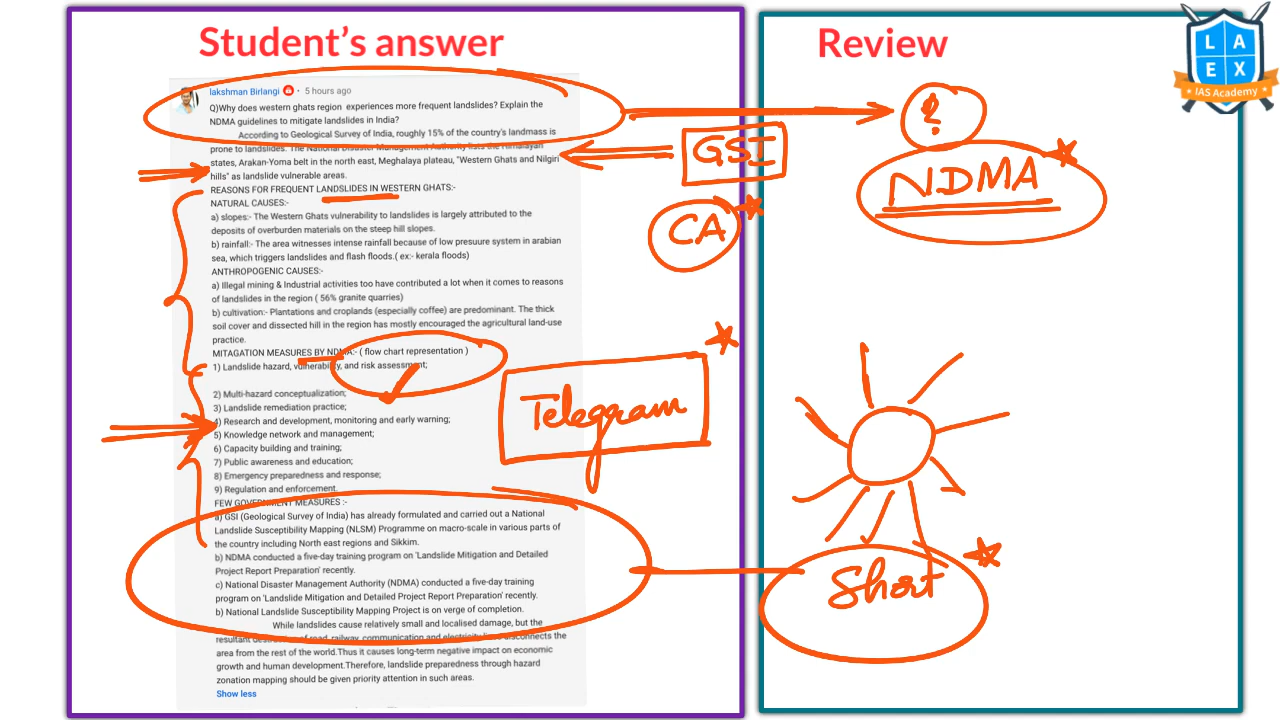 Student's answer
Review
L A
E X
IAS Academy
lakshman Birlangi • 5 hours ago
Q)Why does western ghats region experiences more frequent landslides? Explain the
NDMA guidelines to mitigate landslides in India?
According to Geological Survey of India, roughly 15% of the country's landmass is
prone to landslides. The National Disaster Management Authority lists the Himalayan
states, Arakan-Yoma belt in the north east, Meghalaya plateau, "Western Ghats and Nilgiri
hills" as landslide vulnerable areas.
REASONS FOR FREQUENT LANDSLIDES IN WESTERN GHATS:-
NATURAL CAUSES:-
a) slopes:- The Western Ghats vulnerability to landslides is largely attributed to the
deposits of overburden materials on the steep hill slopes.
b) rainfall:- The area witnesses intense rainfall because of low presuure system in arabian
sea, which triggers landslides and flash floods.( ex:- kerala floods)
ANTHROPOGENIC CAUSES:-
a) Illegal mining & Industrial activities too have contributed a lot when it comes to reasons
of landslides in the region ( 56% granite quarries)
b) cultivation:- Plantations and croplands (especially coffee) are predominant. The thick
soil cover and dissected hill in the region has mostly encouraged the agricultural land-use
practice.
MITAGATION MEASURES BY NDMA:- ( flow chart representation )
1) Landslide hazard, vulnerability, and risk assessment;
2) Multi-hazard conceptualization;
3) Landslide remediation practice;
4) Research and development, monitoring and early warning;
5) Knowledge network and management;
6) Capacity building and training;
7) Public awareness and education;
8) Emergency preparedness and response;
9) Regulation and enforcement.
FEW GOVERNMENT MEASURES :-
a) GSI (Geological Survey of India) has already formulated and carried out a National
Landslide Susceptibility Mapping (NLSM) Programme on macro-scale in various parts of
the country including North east regions and Sikkim.
b) NDMA conducted a five-day training program on 'Landslide Mitigation and Detailed
Project Report Preparation' recently.
c) National Disaster Management Authority (NDMA) conducted a five-day training
program on 'Landslide Mitigation and Detailed Project Report Preparation' recently.
b) National Landslide Susceptibility Mapping Project is on verge of completion.
While landslides cause relatively small and localised damage, but the
resultant of road, railway, communication and electricity disconnects the
area from the rest of the world.Thus it causes long-term negative impact on economic
growth and human development.Therefore, landslide preparedness through hazard
zonation mapping should be given priority attention in such areas.
Show less
GSI
CA
Telegram
?
NDMA
Short